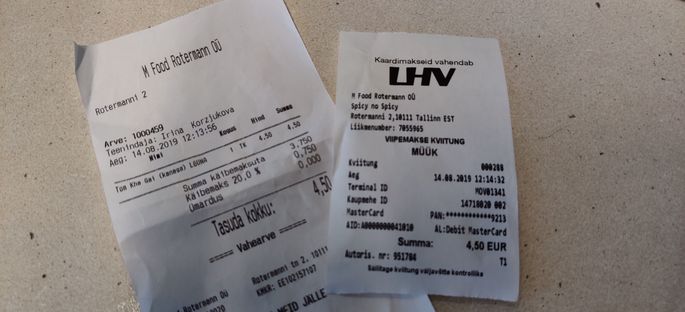 M Food Rotermann OÜ
Rotermanni 2
Arve: 1000459
Teenindaja: Irina Korzjukova
Aeg: 14.08.2019 12:13:56
Nimi Kogus Hind Summa
Tom Kha Gai (kanaga) LÕUNA 1 TK 4,50 4,50
Summa käibemaksuta 3,750
Käibemaks 20,0 % 0,750
Ümardus 0,000
Tasuda kokku: 4,50
Vahearve
Rotermanni tn 2, 1011
KMKR: EE102157107
NEID JÄLLE
Kaardimakseid vahendab
LHV
M Food Rotermann OÜ
Spicy no Spicy
Rotermanni 2,10111 Tallinn EST
Liikmenumber: 7055965
VIIPEMAKSE KVIITUNG
MÜÜK
Kviitung 000288
Aeg 14.08.2019 12:14:32
Terminal ID MOV01341
Kaupmehe ID 14718020 002
MasterCard PAN:************9213
AID:A0000000041010 AL:Debit MasterCard
Summa: 4,50 EUR
Autoris. nr: 951784 T1
Säilitage kviitung väljavõtte kontrolliks